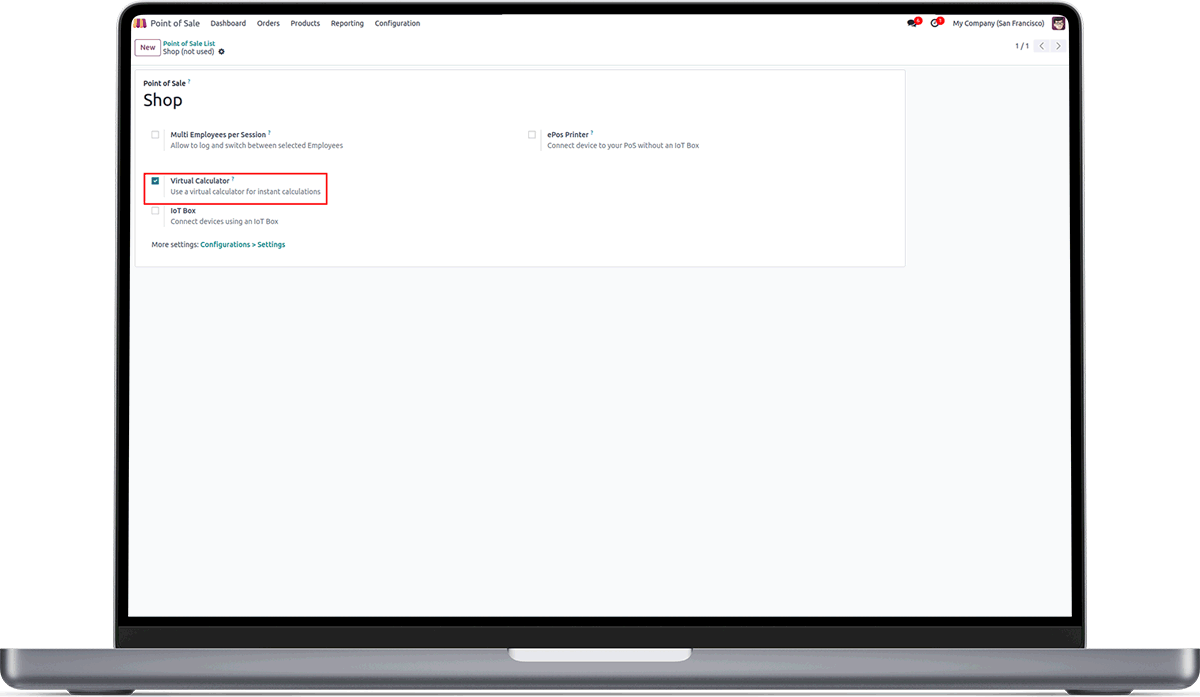 Point of Sale Dashboard Orders Products Reporting Configuration 6 1 My Company (San Francisco)
New Point of Sale List
Shop (not used) 1 / 1
Point of Sale ?
Shop
Multi Employees per Session ? ePos Printer ?
Allow to log and switch between selected Employees Connect device to your PoS without an IoT Box
Virtual Calculator ?
Use a virtual calculator for instant calculations
IoT Box
Connect devices using an IoT Box
More settings: Configurations > Settings